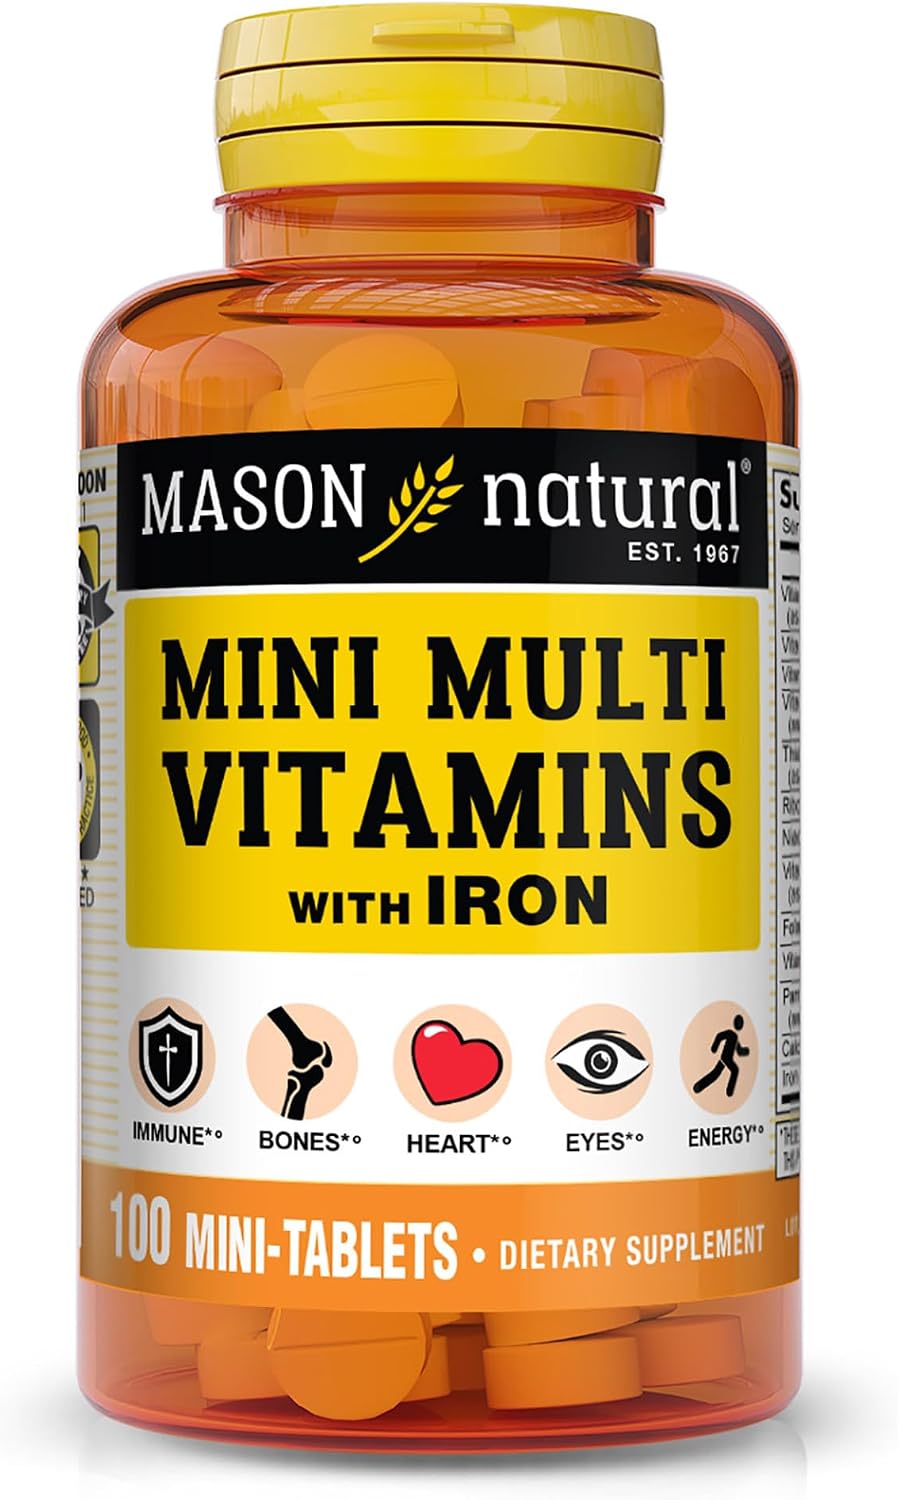 MASON natural®
EST. 1967
MINI MULTI
VITAMINS
WITH IRON
IMMUNE*° BONES*° HEART*° EYES*° ENERGY*°
100 MINI-TABLETS • DIETARY SUPPLEMENT